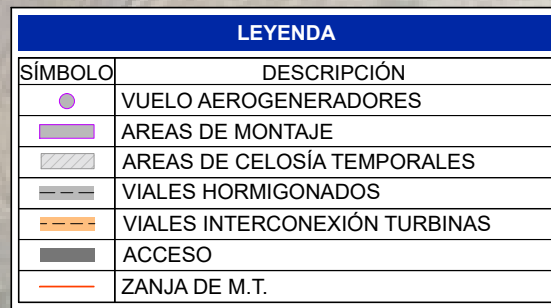 LEYENDA
SÍMBOLO DESCRIPCIÓN
VUELO AEROGENERADORES
AREAS DE MONTAJE
AREAS DE CELOSÍA TEMPORALES
VIALES HORMIGONADOS
VIALES INTERCONEXIÓN TURBINAS
ACCESO
ZANJA DE M.T.